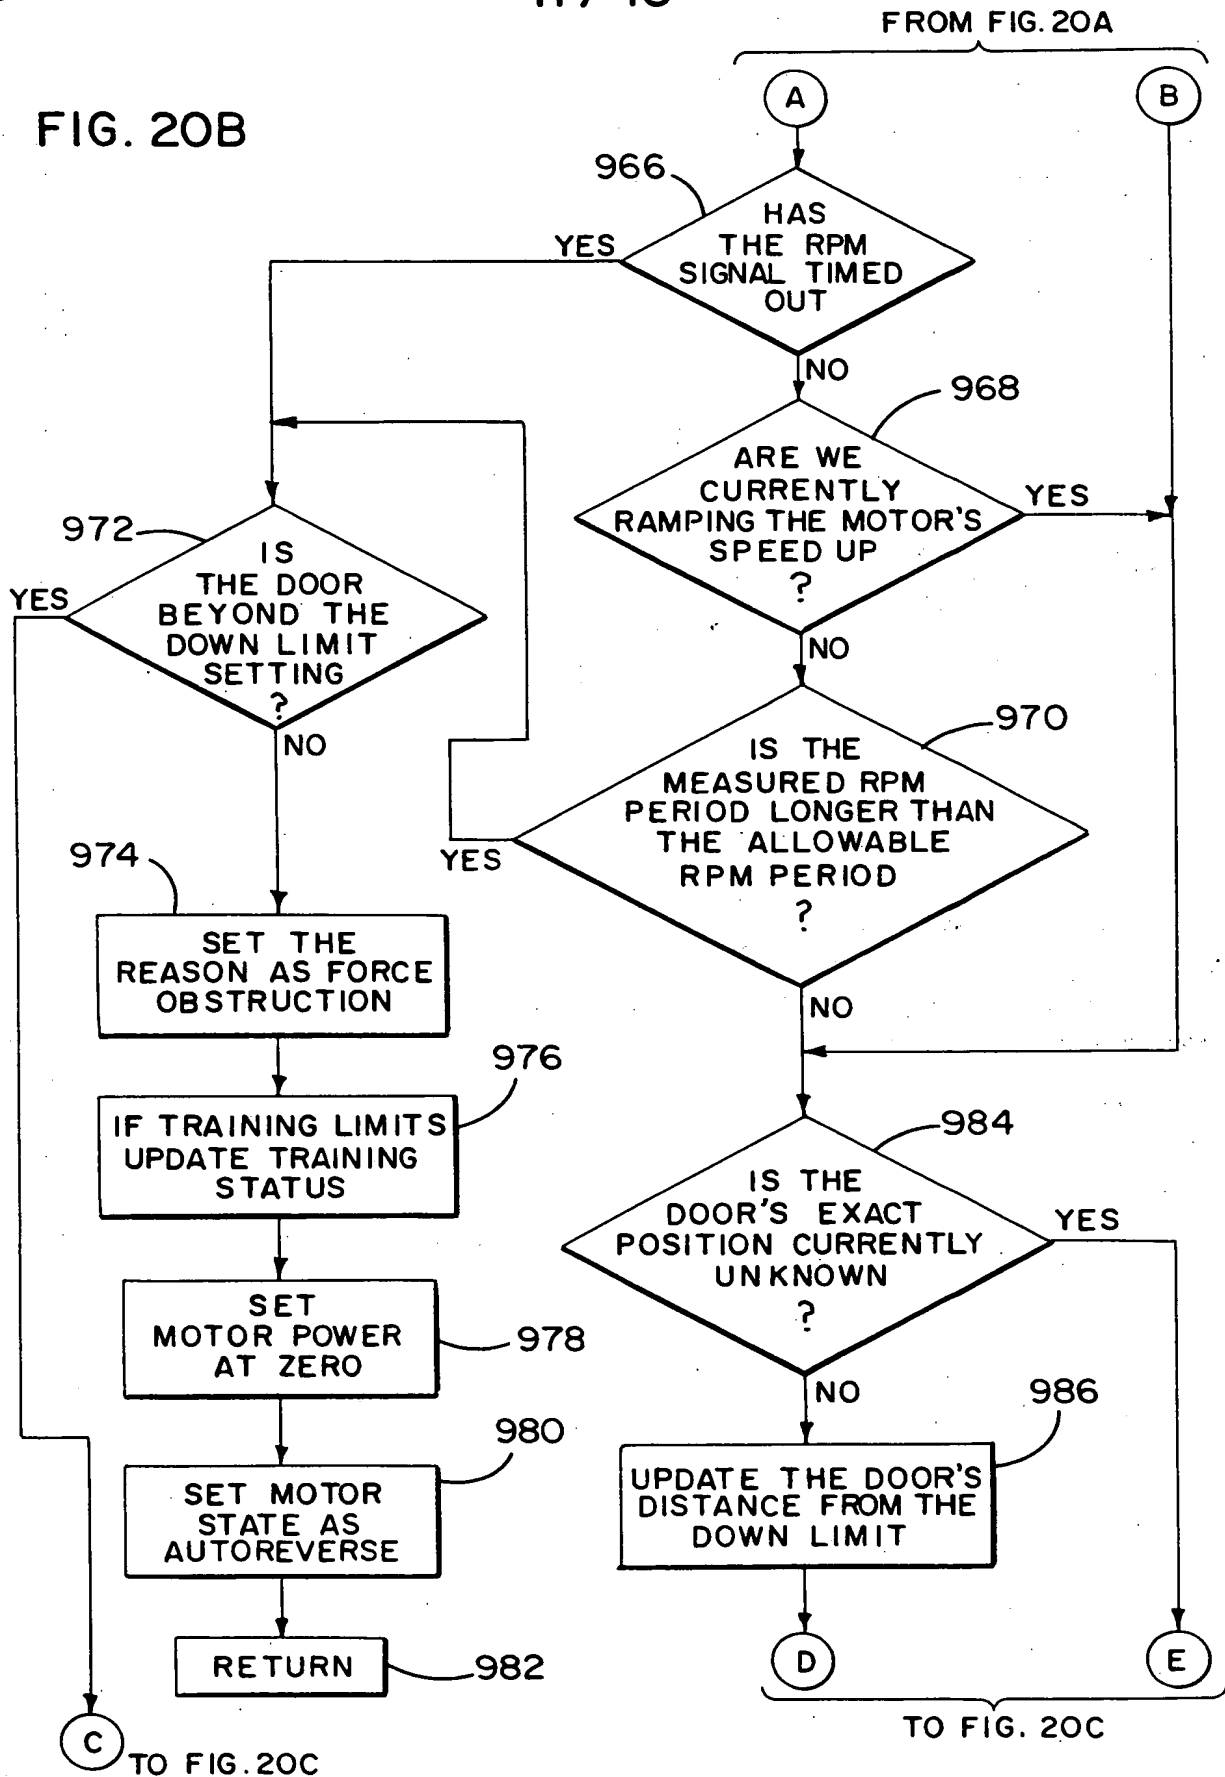 FROM FIG. 20A
A
B
FIG. 20B
966
HAS
THE RPM
SIGNAL TIMED
OUT
YES
NO
968
ARE WE
CURRENTLY
RAMPING THE MOTOR'S
SPEED UP
?
YES
NO
972
IS
THE DOOR
BEYOND THE
DOWN LIMIT
SETTING
?
YES
NO
970
IS THE
MEASURED RPM
PERIOD LONGER THAN
THE ALLOWABLE
RPM PERIOD
?
YES
NO
974
SET THE
REASON AS FORCE
OBSTRUCTION
976
IF TRAINING LIMITS
UPDATE TRAINING
STATUS
984
IS THE
DOOR'S EXACT
POSITION CURRENTLY
UNKNOWN
?
YES
NO
SET
MOTOR POWER
AT ZERO
978
980
SET MOTOR
STATE AS
AUTOREVERSE
986
UPDATE THE DOOR'S
DISTANCE FROM THE
DOWN LIMIT
RETURN
982
D
E
TO FIG. 20C
C
TO FIG. 20C